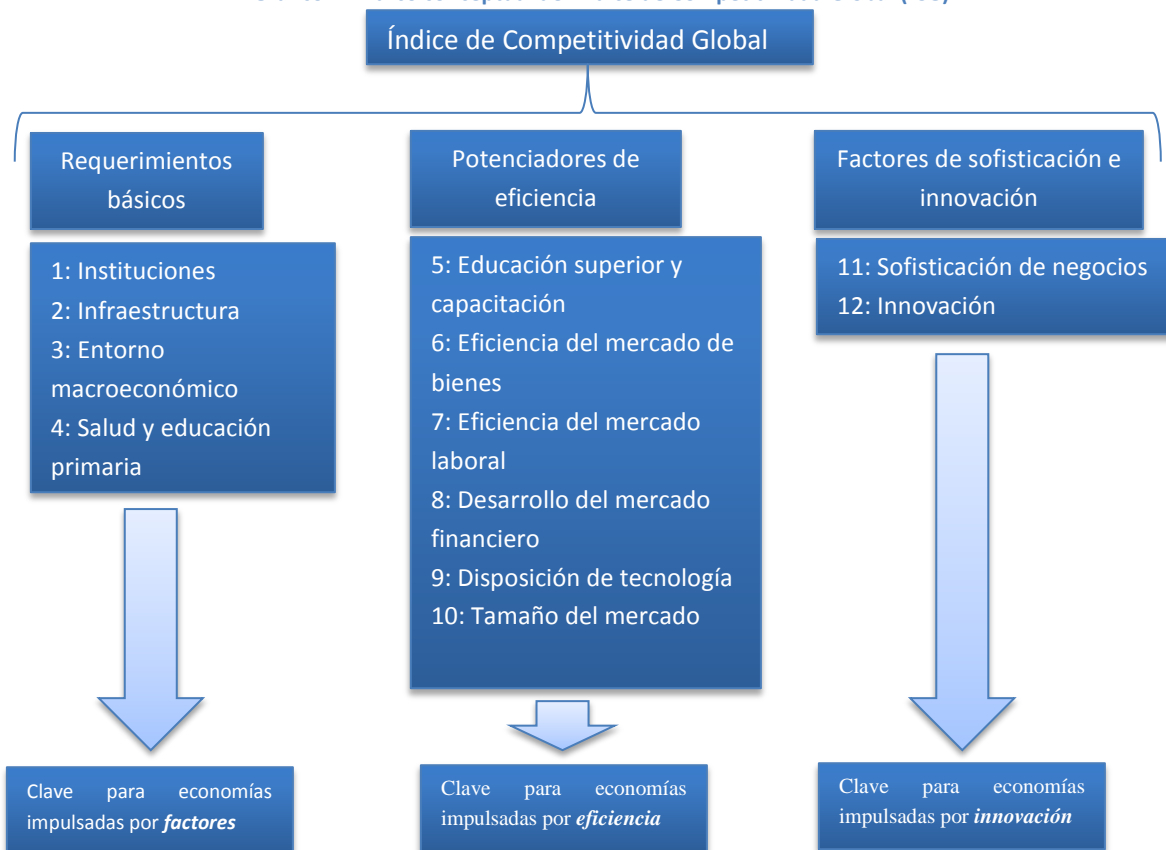 Índice de Competitividad Global
Requerimientos
básicos
1: Instituciones
2: Infraestructura
3: Entorno
macroeconómico
4: Salud y educación
primaria
Clave para economías
impulsadas por factores
Potenciadores de
eficiencia
5: Educación superior y
capacitación
6: Eficiencia del mercado de
bienes
7: Eficiencia del mercado
laboral
8: Desarrollo del mercado
financiero
9: Disposición de tecnología
10: Tamaño del mercado
Clave para economías
impulsadas por eficiencia
Factores de sofisticación e
innovación
11: Sofisticación de negocios
12: Innovación
Clave para economías
impulsadas por innovación